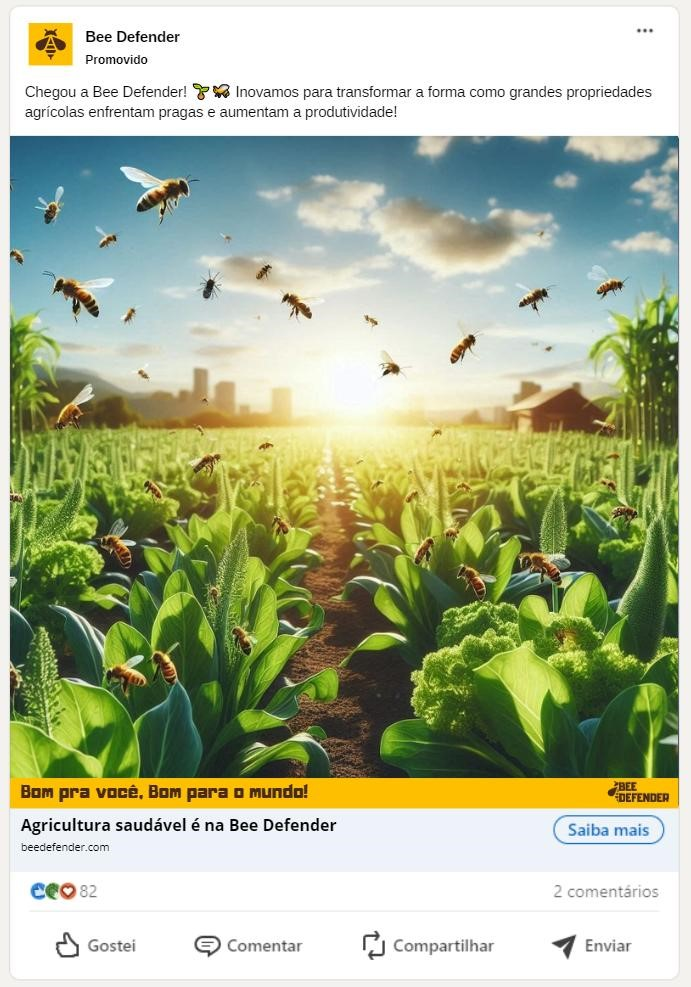 Bee Defender
Promovido
Chegou a Bee Defender! 🌱🐝 Inovamos para transformar a forma como grandes propriedades
agrícolas enfrentam pragas e aumentam a produtividade!
Bom pra você, Bom para o mundo!
BEE
DEFENDER
Agricultura saudável é na Bee Defender
Saiba mais
beedefender.com
82
2 comentários
Gostei
Comentar
Compartilhar
Enviar